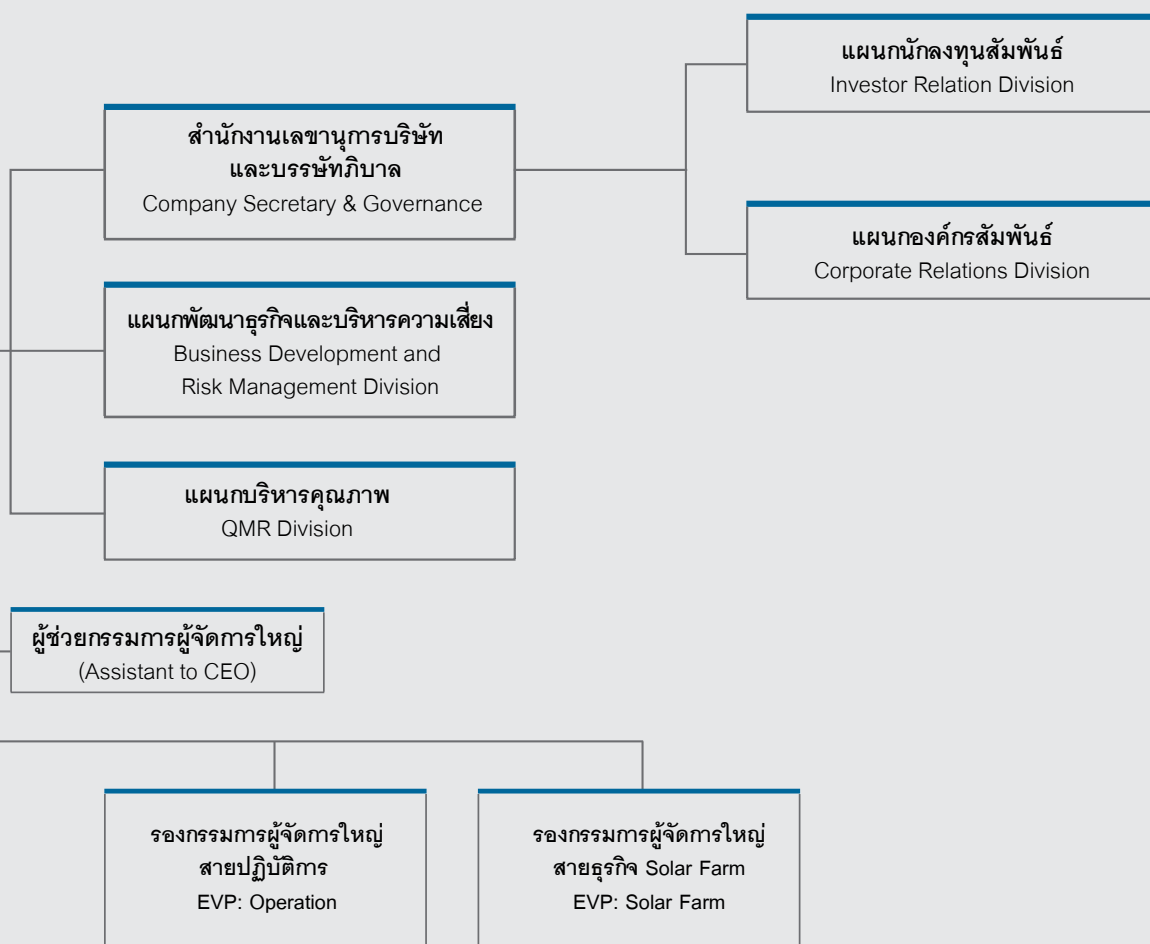 แผนกนักลงทุนสัมพันธ์
Investor Relation Division
สำนักงานเลขานุการบริษัท
และบรรษัทภิบาล
Company Secretary & Governance
แผนกองค์กรสัมพันธ์
Corporate Relations Division
แผนกพัฒนาธุรกิจและบริหารความเสี่ยง
Business Development and
Risk Management Division
แผนกบริหารคุณภาพ
QMR Division
ผู้ช่วยกรรมการผู้จัดการใหญ่
(Assistant to CEO)
รองกรรมการผู้จัดการใหญ่
สายปฏิบัติการ
EVP: Operation
รองกรรมการผู้จัดการใหญ่
สายธุรกิจ Solar Farm
EVP: Solar Farm